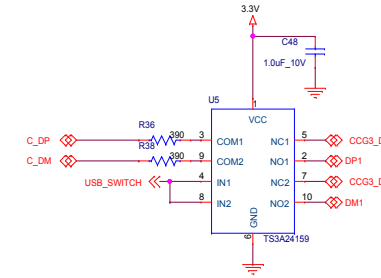 3.3V
C48
1.0uF_10V
U5
1
VCC
R36
C_DP
390
3
COM1
NC1
5
R38
C_DM
390
9
COM2
NO1
2
DP1
USB_SWITCH
4
IN1
NC2
7
8
IN2
NO2
10
DM1
GND
6
TS3A24159